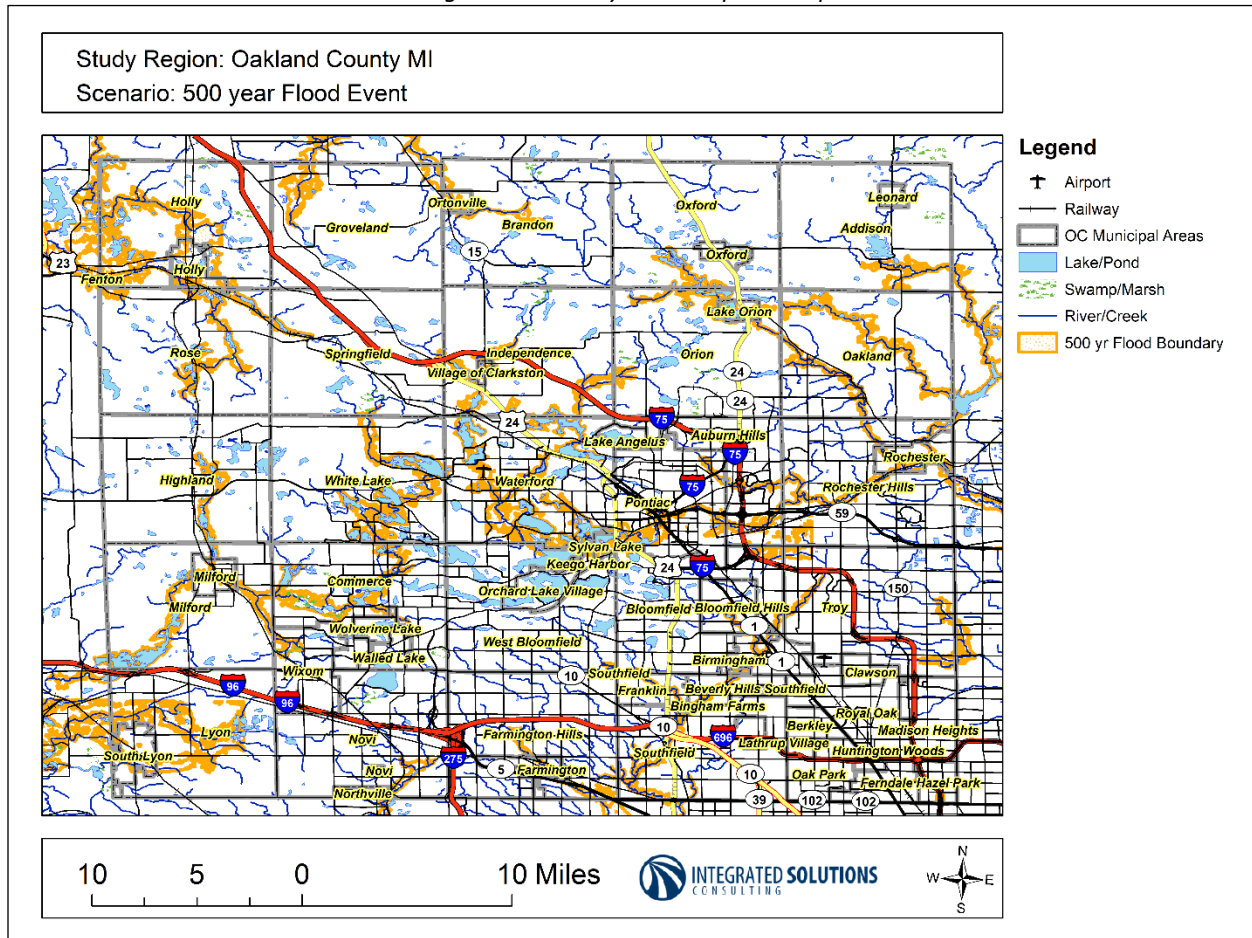 Study Region: Oakland County MI
Scenario: 500 year Flood Event
Legend
Airport
Railway
OC Municipal Areas
Lake/Pond
Swamp/Marsh
River/Creek
500 yr Flood Boundary
Holly
Groveland
Ortonville
Brandon
Oxford
Leonard
Addison
15
23
Fenton
Holly
Oxford
Lake Orion
Rose
Springfield
Independence
Village of Clarkston
Orion
Oakland
24
24
24
75
Lake Angelus
Auburn Hills
75
Rochester
Highland
White Lake
Waterford
75
Rochester Hills
Pontiac
59
Sylvan Lake
Keego Harbor
24
75
Milford
Commerce
Orchard Lake Village
150
Milford
Bloomfield
Bloomfield Hills
Troy
Wolverine Lake
1
West Bloomfield
Walled Lake
Birmingham
1
Wixom
10
Southfield
Clawson
96
96
Franklin
Beverly Hills
Southfield
Bingham Farms
Royal Oak
Lyon
Novi
Farmington Hills
10
696
Berkley
Madison Heights
Lathrup Village
Huntington Woods
South Lyon
275
Southfield
Novi
5
Farmington
10
Oak Park
Ferndale
Hazel Park
Northville
39
102
102
10 5 0 10 Miles
INTEGRATED SOLUTIONS
CONSULTING
N
W E
S